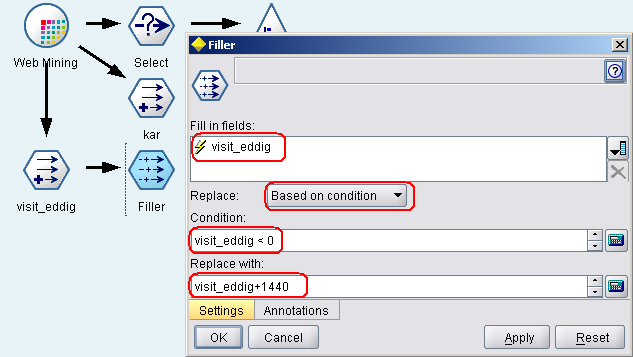 Web Mining
Select
kar
visit_eddig
Filler
Filler
Fill in fields:
visit_eddig
Replace:
Based on condition
Condition:
visit_eddig < 0
Replace with:
visit_eddig+1440
Settings
Annotations
OK
Cancel
Apply
Reset